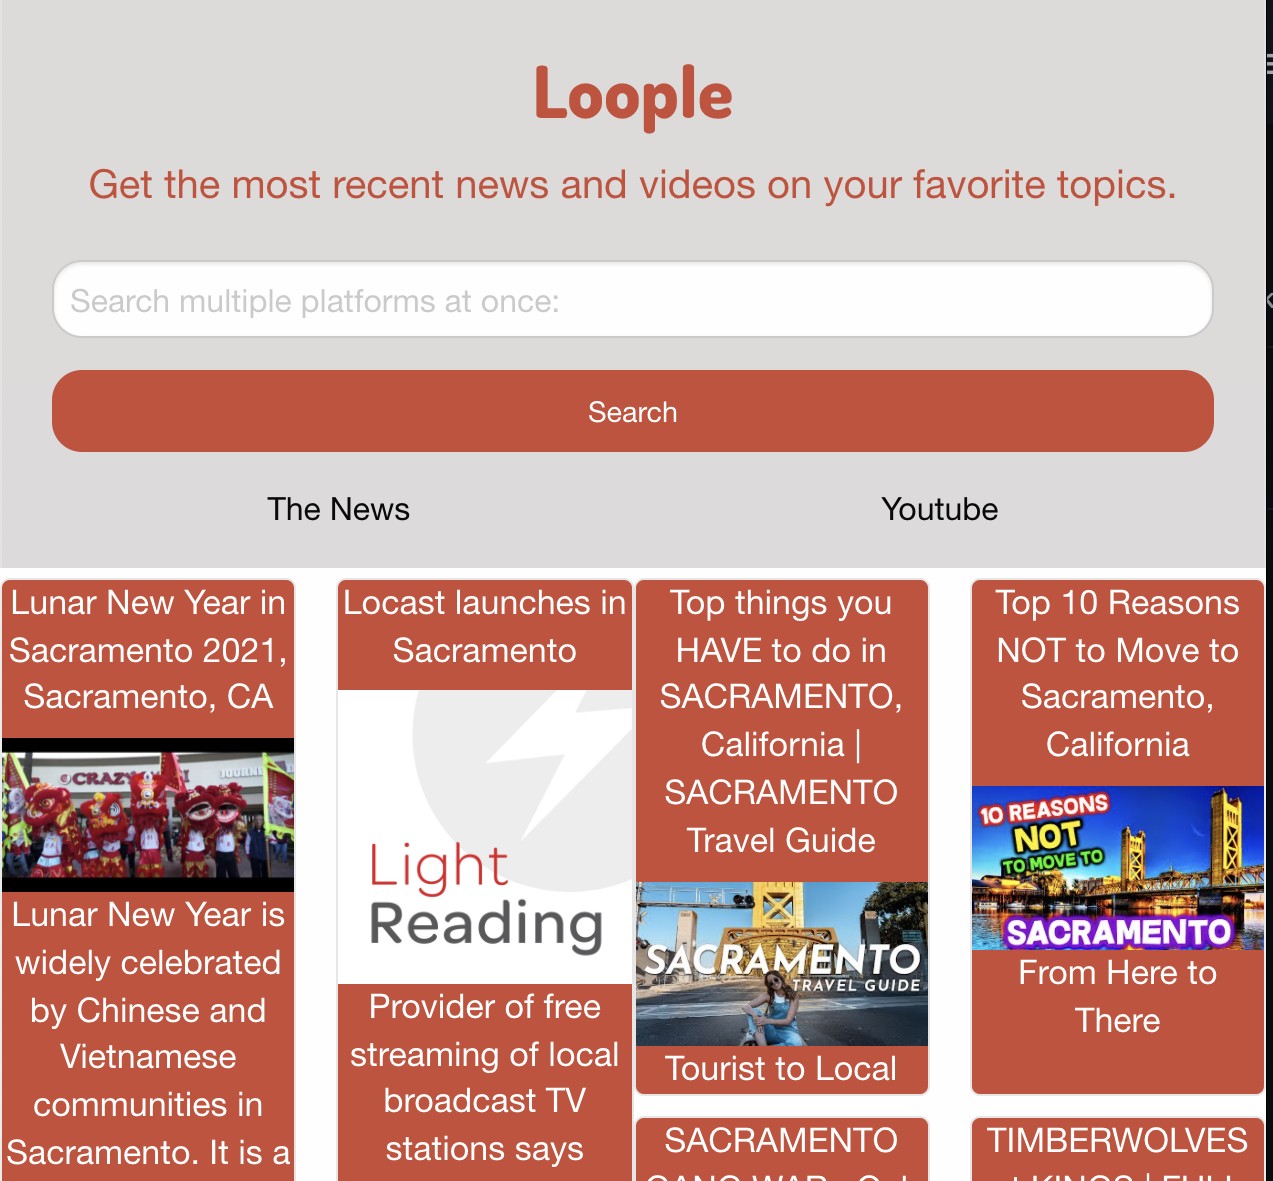 Loople
Get the most recent news and videos on your favorite topics.
Search multiple platforms at once:
Search
The News
Youtube
Lunar New Year in
Sacramento 2021,
Sacramento, CA
CRAZY
JOURNE
Lunar New Year is
widely celebrated
by Chinese and
Vietnamese
communities in
Sacramento. It is a
Locast launches in
Sacramento
Light
Reading
Provider of free
streaming of local
broadcast TV
stations says
Top things you
HAVE to do in
SACRAMENTO,
California |
SACRAMENTO
Travel Guide
SACRAMENTO
TRAVEL GUIDE
Tourist to Local
SACRAMENTO
Top 10 Reasons
NOT to Move to
Sacramento,
California
10 REASONS
NOT
TO MOVE TO
SACRAMENTO
From Here to
There
TIMBERWOLVES